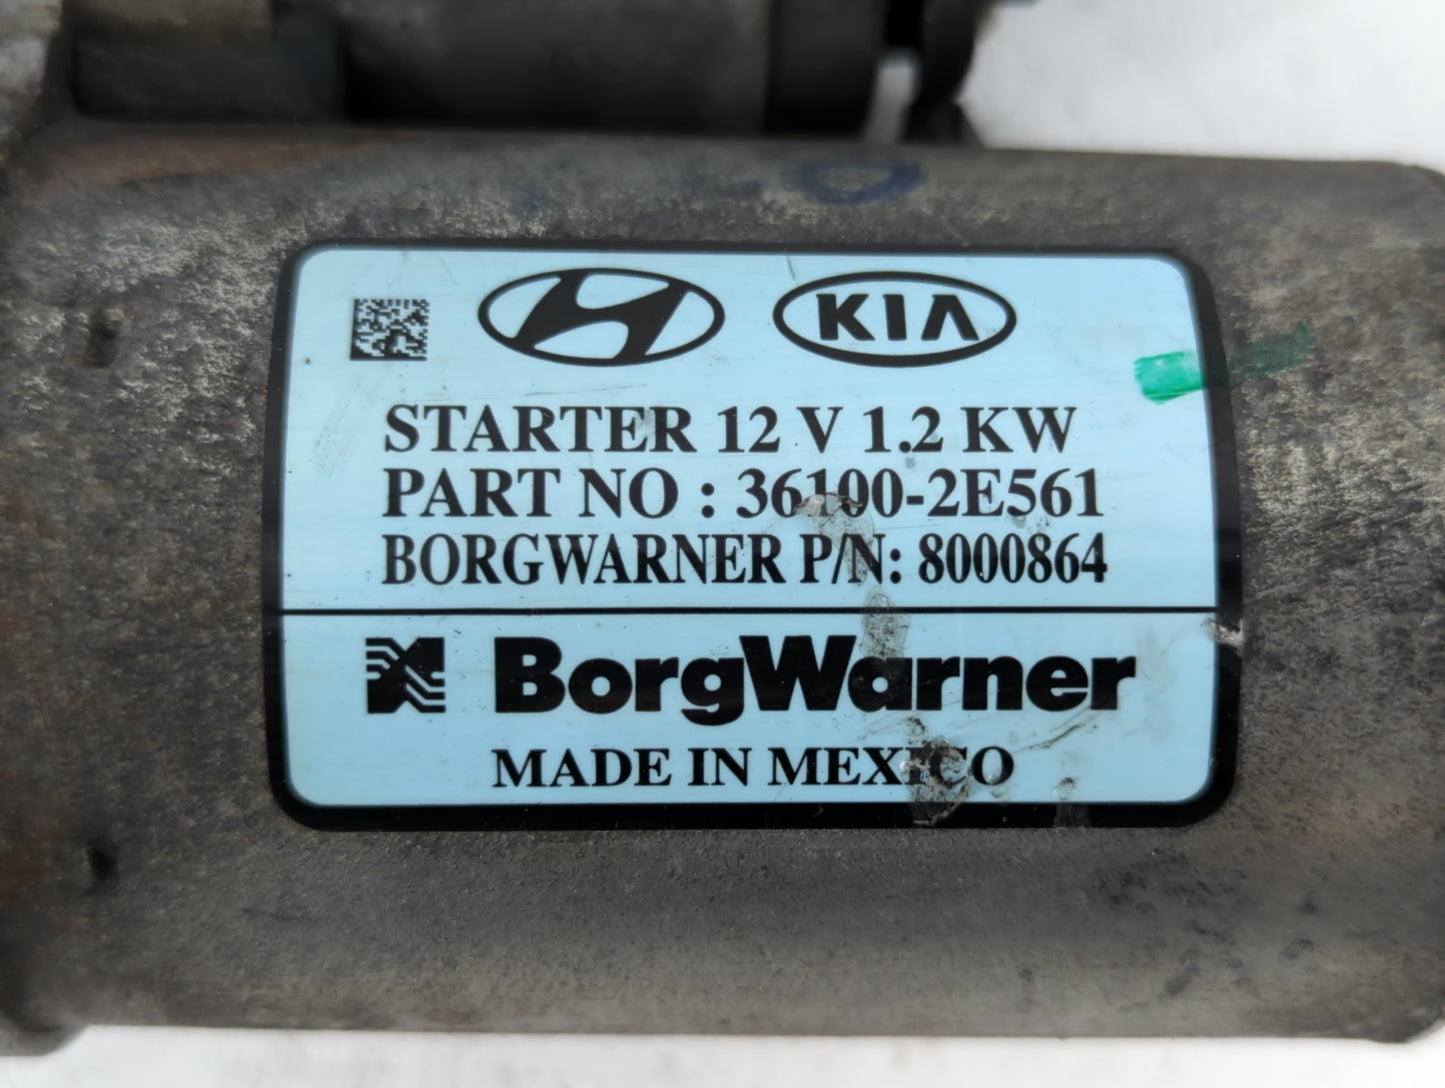 KIA
STARTER 12 V 1.2 KW
PART NO : 36100-2E561
BORGWARNER P/N: 8000864
BorgWarner
MADE IN MEXICO